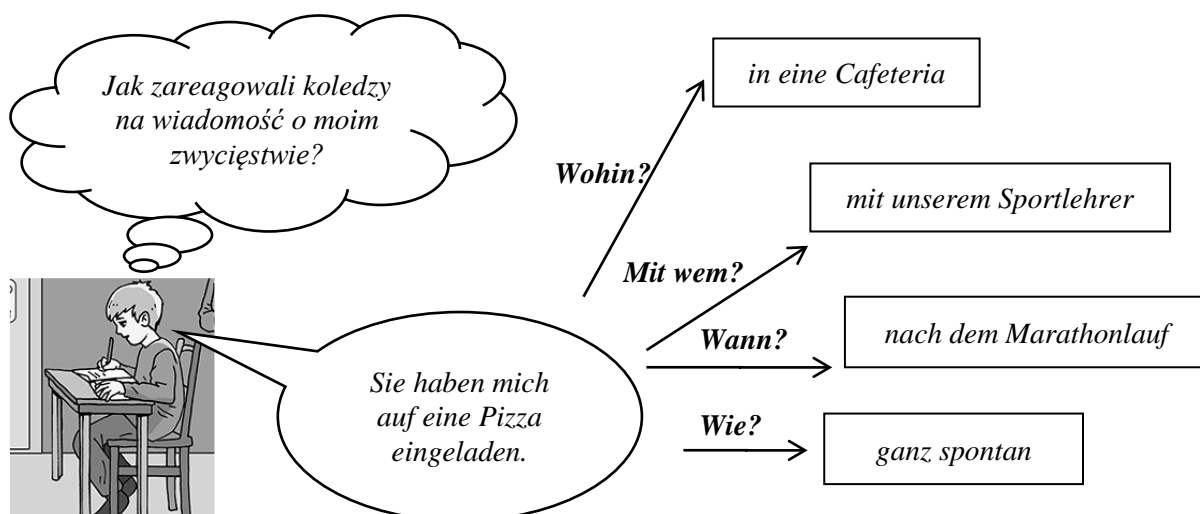 Jak zareagowali koledzy
na wiadomość o moim
zwycięstwie?
in eine Cafeteria
Wohin?
mit unserem Sportlehrer
Mit wem?
nach dem Marathonlauf
Wann?
Sie haben mich
auf eine Pizza
eingeladen.
Wie?
ganz spontan